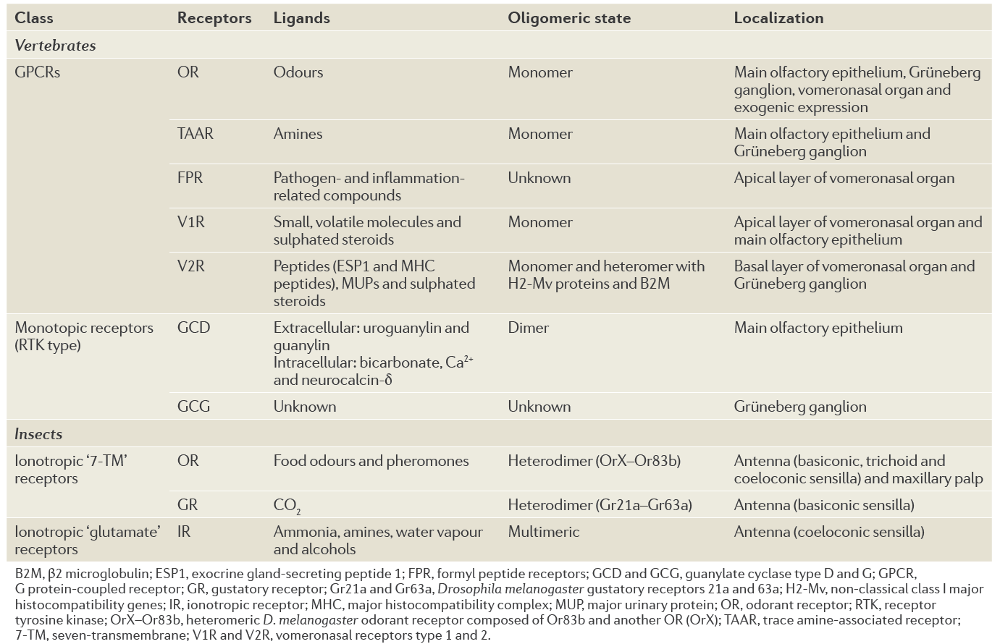 Class Receptors Ligands Oligomeric state Localization
Vertebrates
GPCRs OR Odours Monomer Main olfactory epithelium, Grüneberg
ganglion, vomeronasal organ and
exogenic expression
TAAR Amines Monomer Main olfactory epithelium and
Grüneberg ganglion
FPR Pathogen- and inflammation- Unknown Apical layer of vomeronasal organ
related compounds
V1R Small, volatile molecules and Monomer Apical layer of vomeronasal organ and
sulphated steroids main olfactory epithelium
V2R Peptides (ESP1 and MHC Monomer and heteromer with Basal layer of vomeronasal organ and
peptides), MUPs and sulphated H2-Mv proteins and B2M Grüneberg ganglion
steroids
Monotopic receptors GCD Extracellular: uroguanylin and Dimer Main olfactory epithelium
(RTK type) guanylin
Intracellular: bicarbonate, Ca²⁺
and neurocalcin-δ
GCG Unknown Unknown Grüneberg ganglion
Insects
Ionotropic ‘7-TM’ OR Food odours and pheromones Heterodimer (OrX–Or83b) Antenna (basiconic, trichoid and
receptors coeloconic sensilla) and maxillary palp
GR CO₂ Heterodimer (Gr21a–Gr63a) Antenna (basiconic sensilla)
Ionotropic ‘glutamate’ IR Ammonia, amines, water vapour Multimeric Antenna (coeloconic sensilla)
receptors and alcohols
B2M, β2 microglobulin; ESP1, exocrine gland-secreting peptide 1; FPR, formyl peptide receptors; GCD and GCG, guanylate cyclase type D and G; GPCR,
G protein-coupled receptor; GR, gustatory receptor; Gr21a and Gr63a, Drosophila melanogaster gustatory receptors 21a and 63a; H2-Mv, non-classical class I major
histocompatibility genes; IR, ionotropic receptor; MHC, major histocompatibility complex; MUP, major urinary protein; OR, odorant receptor; RTK, receptor
tyrosine kinase; OrX–Or83b, heteromeric D. melanogaster odorant receptor composed of Or83b and another OR (OrX); TAAR, trace amine-associated receptor;
7-TM, seven-transmembrane; V1R and V2R, vomeronasal receptors type 1 and 2.